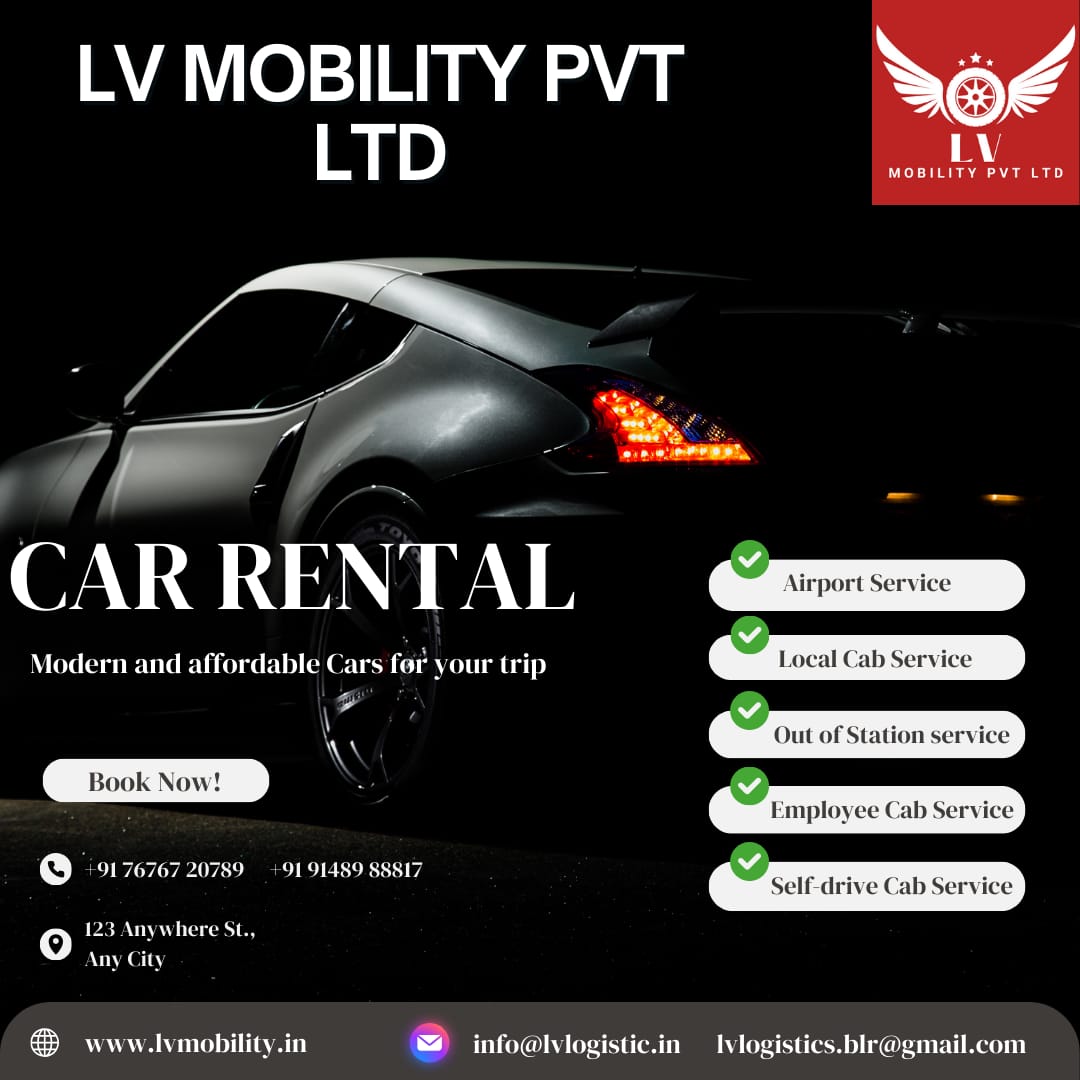 LV MOBILITY PVT
LTD
LV
MOBILITY PVT LTD
CAR RENTAL
Modern and affordable Cars for your trip
Book Now!
+91 76767 20789 +91 91489 88817
123 Anywhere St.,
Any City
Airport Service
Local Cab Service
Out of Station service
Employee Cab Service
Self-drive Cab Service
www.lvmobility.in
info@lvlogistic.in
lvlogistics.blr@gmail.com